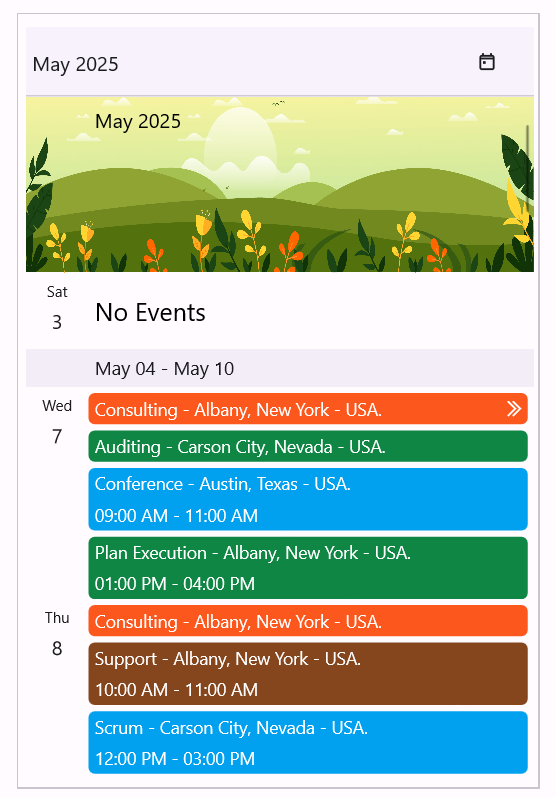 May 2025
May 2025
Sat
3
No Events
May 04 - May 10
Wed
7
Consulting - Albany, New York - USA.
Auditing - Carson City, Nevada - USA.
Conference - Austin, Texas - USA.
09:00 AM - 11:00 AM
Plan Execution - Albany, New York - USA.
01:00 PM - 04:00 PM
Thu
8
Consulting - Albany, New York - USA.
Support - Albany, New York - USA.
10:00 AM - 11:00 AM
Scrum - Carson City, Nevada - USA.
12:00 PM - 03:00 PM